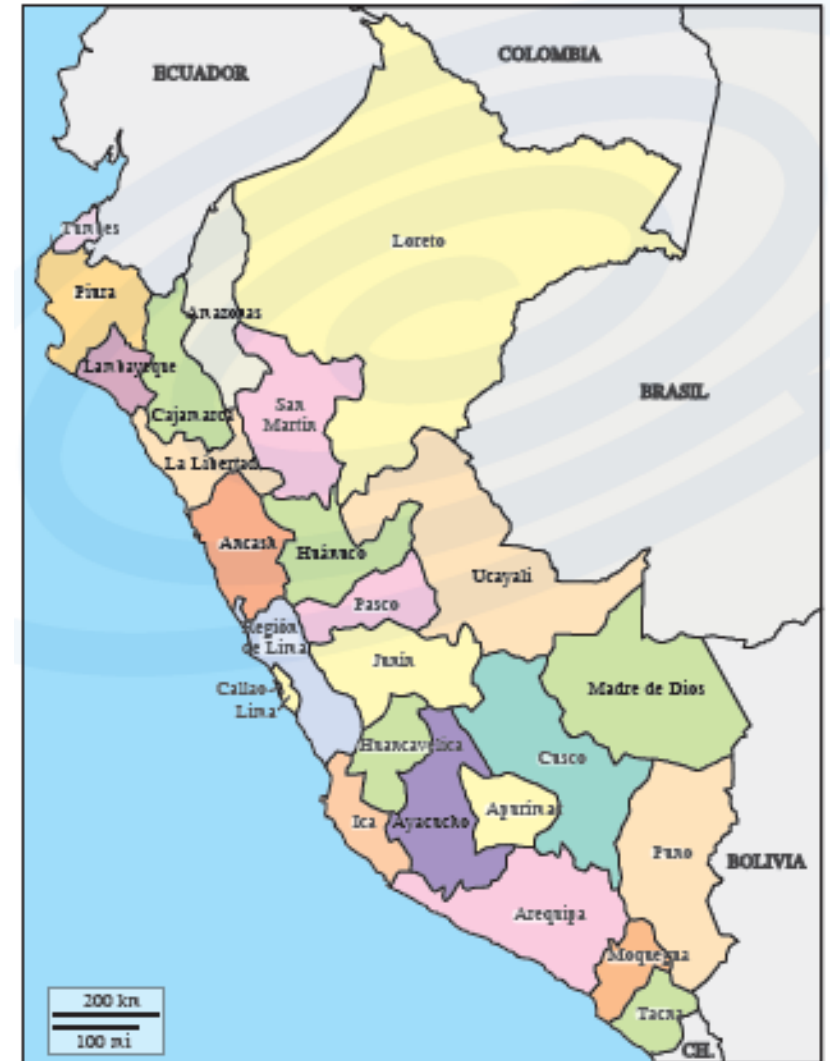 ECUADOR
COLOMBIA
Tumbes
Loreto
Piura
Amazonas
Lambayeque
BRASIL
San
Martín
Cajamarca
La Libertad
Ancash
Huánuco
Ucayali
Pasco
Región
de Lima
Junín
Callao
Lima
Madre de Dios
Huancavelica
Cusco
Apurímac
Ica
Ayacucho
Puno
BOLIVIA
Arequipa
Moquegua
200 km
100 mi
Tacna
CH.